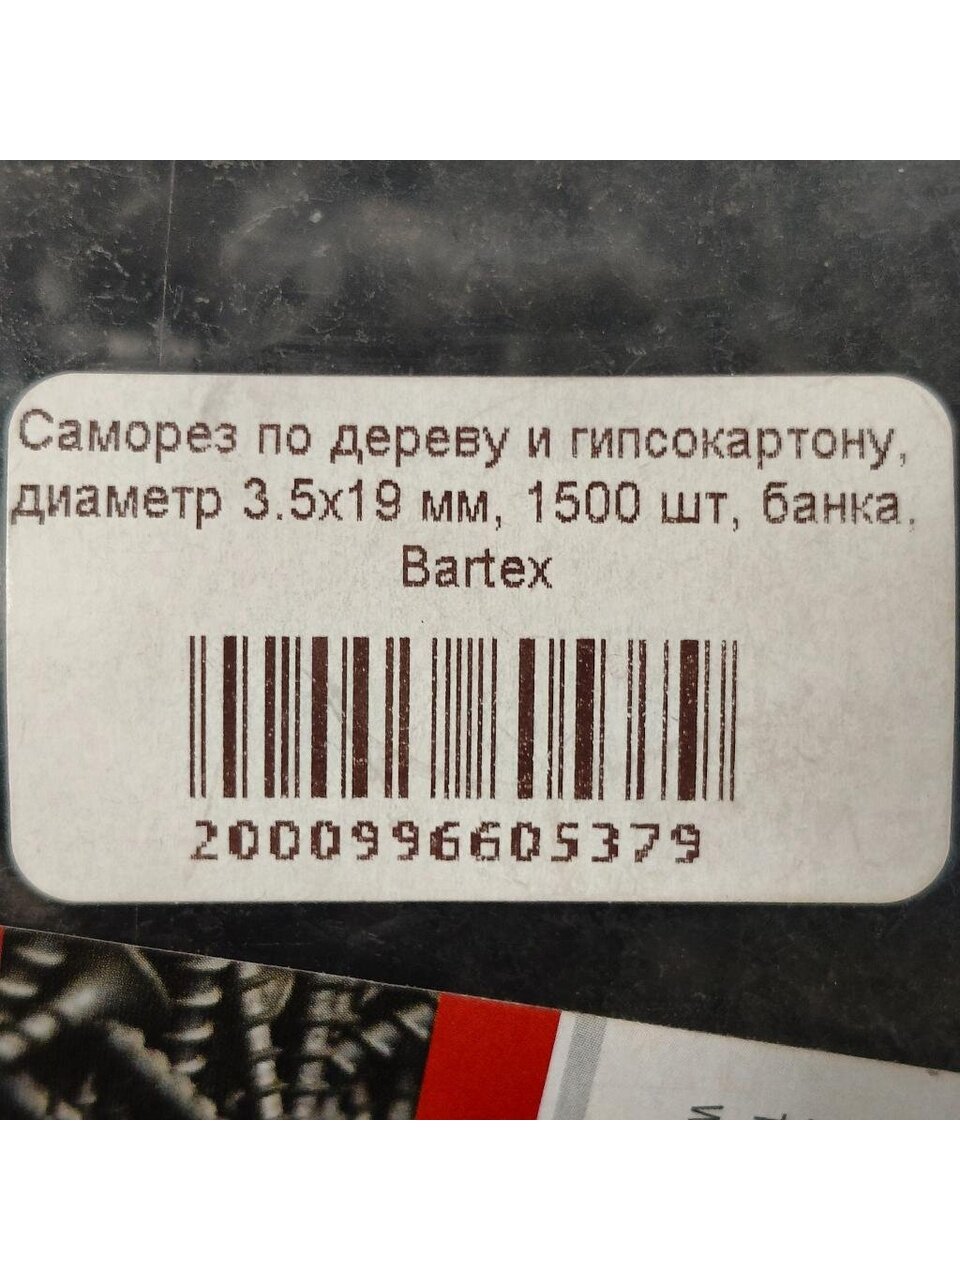 Саморез по дереву и гипсокартону,
диаметр 3.5х19 мм, 1500 шт, банка,
Bartex
2000996605379